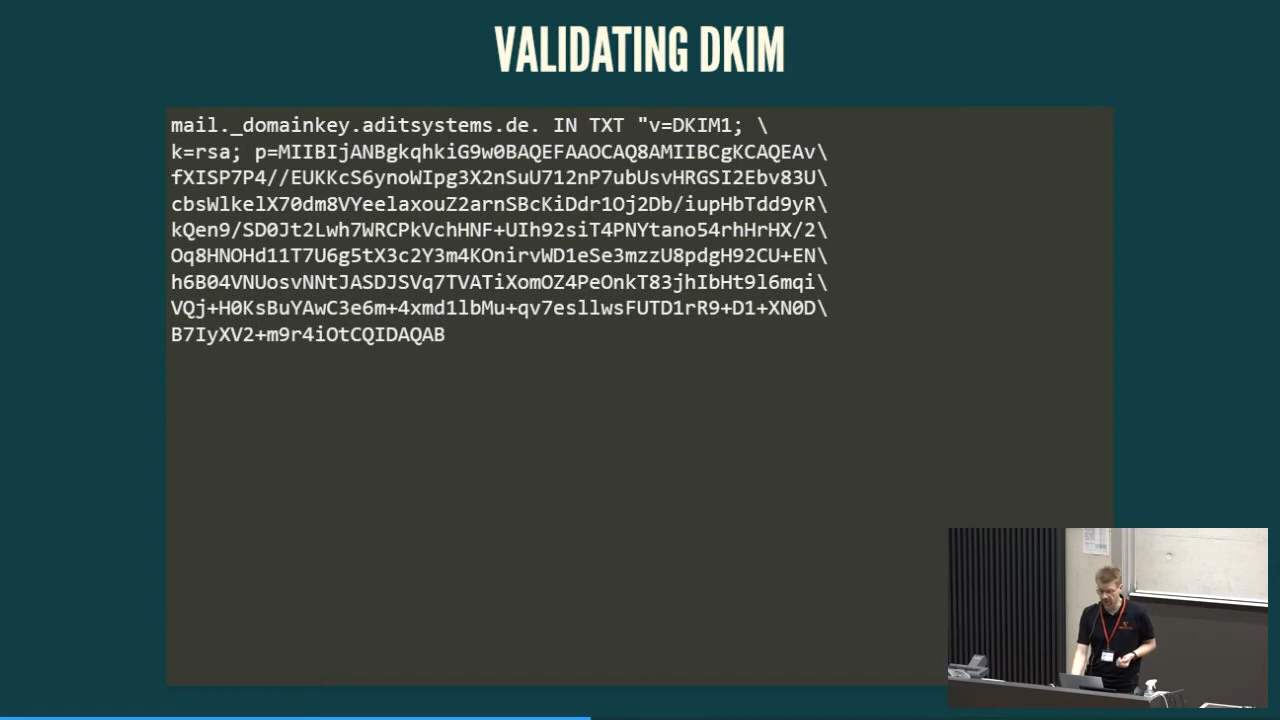 VALIDATING DKIM
mail._domainkey.aditsystems.de. IN TXT "v=DKIM1; \
k=rsa; p=MIIBIjANBgkqhkiG9w0BAQEFAAOCAQ8AMIIBCgKCAQEAv\
fXISP7P4//EUKKcS6ynoWIpg3X2nSuU712nP7ubUsvHRGSI2Ebv83U\
cbsWlkelX70dm8VYeelaxouZ2arnSBcKiDdr1Oj2Db/iupHbTdd9yR\
kQen9/SD0Jt2Lwh7WRCPkVchHNF+UIh92siT4PNYtano54rhHrHX/2\
Oq8HNOHd11T7U6g5tX3c2Y3m4KOnirvWD1eSe3mzzU8pdgH92CU+EN\
h6B04VNUosvNNtJASDJSVq7TVATiXomOZ4PeOnkT83jhIbHt9l6mqi\
VQj+H0KsBuYAwC3e6m+4xmd1lbMu+qv7esllwsFUTD1rR9+D1+XN0D\
B7IyXV2+m9r4iOtCQIDAQAB